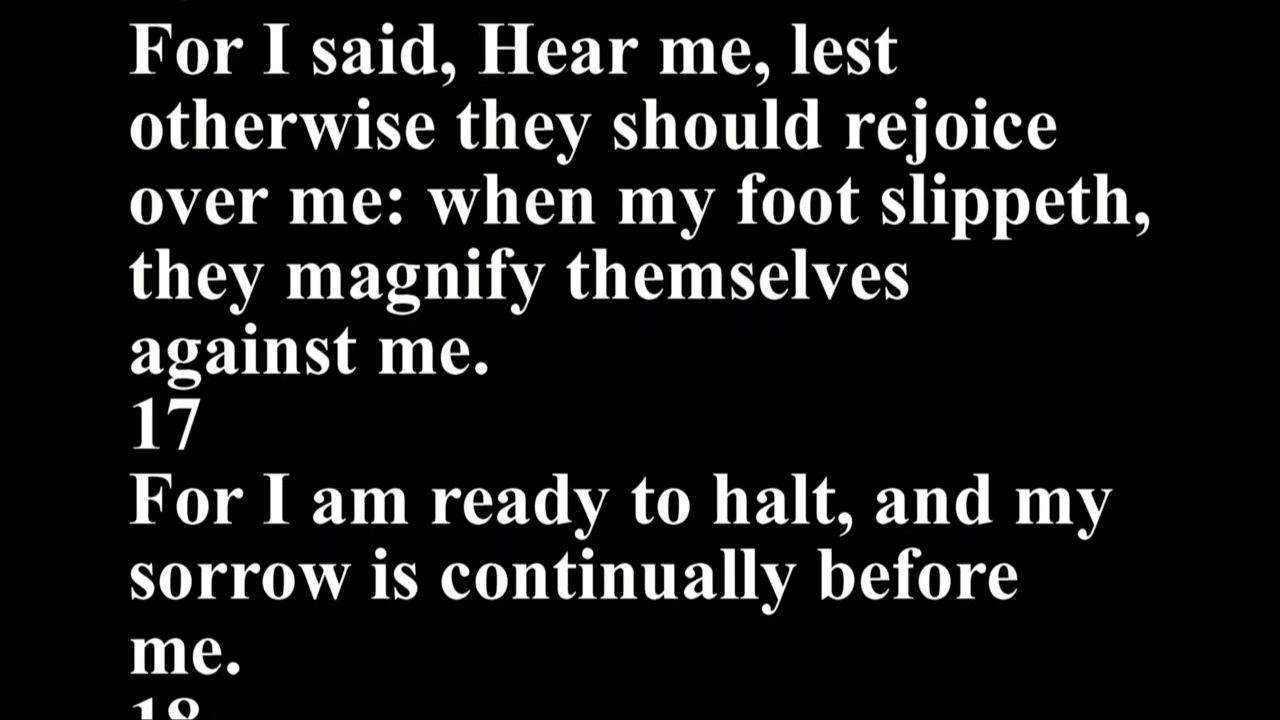 For I said, Hear me, lest
otherwise they should rejoice
over me: when my foot slippeth,
they magnify themselves
against me.
17
For I am ready to halt, and my
sorrow is continually before
me.
18